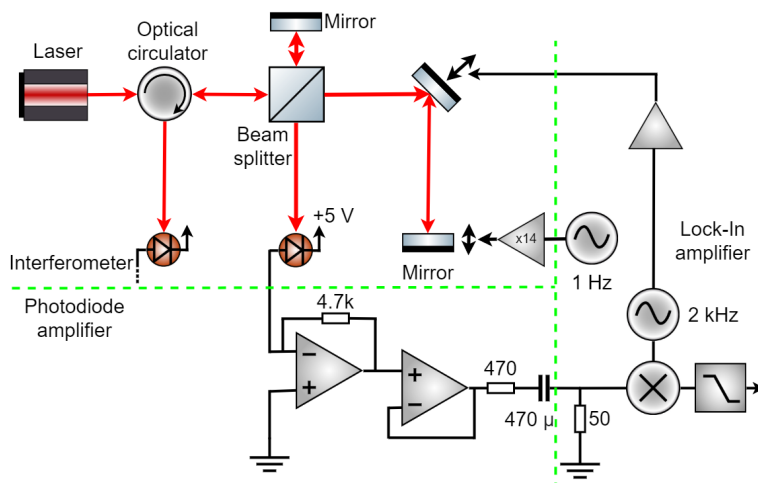 Optical
circulator
Mirror
Laser
Beam
splitter
+5 V
x14
Lock-In
amplifier
Interferometer
Mirror
1 Hz
Photodiode
amplifier
4.7k
2 kHz
−
+
+
−
470
470 μ
50